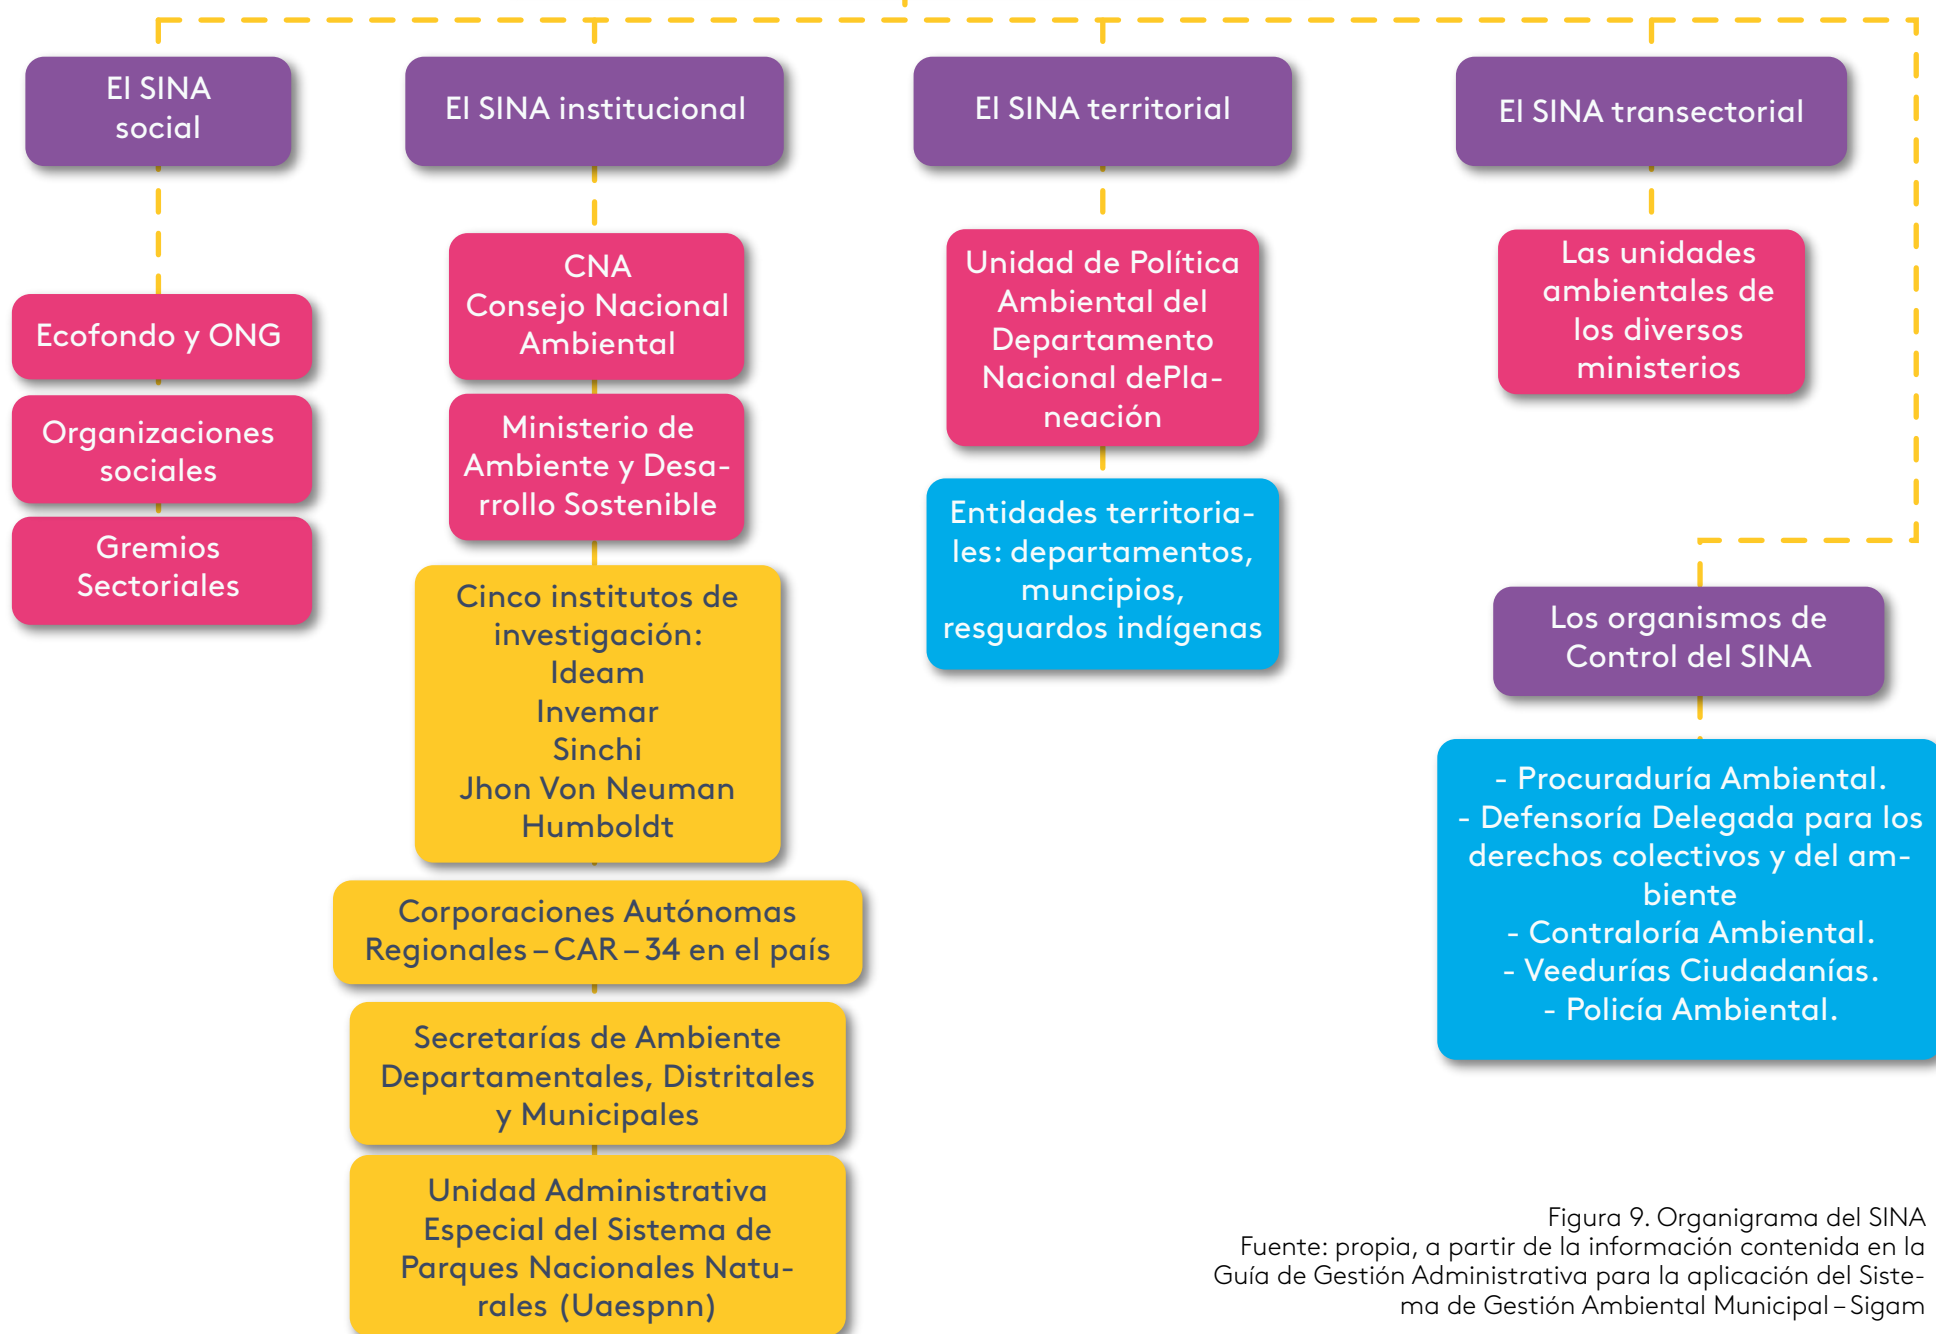 El SINA
social
Ecofondo y ONG
Organizaciones
sociales
Gremios
Sectoriales
El SINA institucional
CNA
Consejo Nacional
Ambiental
Ministerio de
Ambiente y Desa-
rrollo Sostenible
Cinco institutos de
investigación:
Ideam
Invemar
Sinchi
Jhon Von Neuman
Humboldt
Corporaciones Autónomas
Regionales – CAR – 34 en el país
Secretarías de Ambiente
Departamentales, Distritales
y Municipales
Unidad Administrativa
Especial del Sistema de
Parques Nacionales Natu-
rales (Uaespnn)
El SINA territorial
Unidad de Política
Ambiental del
Departamento
Nacional dePla-
neación
Entidades territoria-
les: departamentos,
muncipios,
resguardos indígenas
El SINA transectorial
Las unidades
ambientales de
los diversos
ministerios
Los organismos de
Control del SINA
- Procuraduría Ambiental.
- Defensoría Delegada para los
derechos colectivos y del am-
biente
- Contraloría Ambiental.
- Veedurías Ciudadanías.
- Policía Ambiental.
Figura 9. Organigrama del SINA
Fuente: propia, a partir de la información contenida en la
Guía de Gestión Administrativa para la aplicación del Siste-
ma de Gestión Ambiental Municipal – Sigam